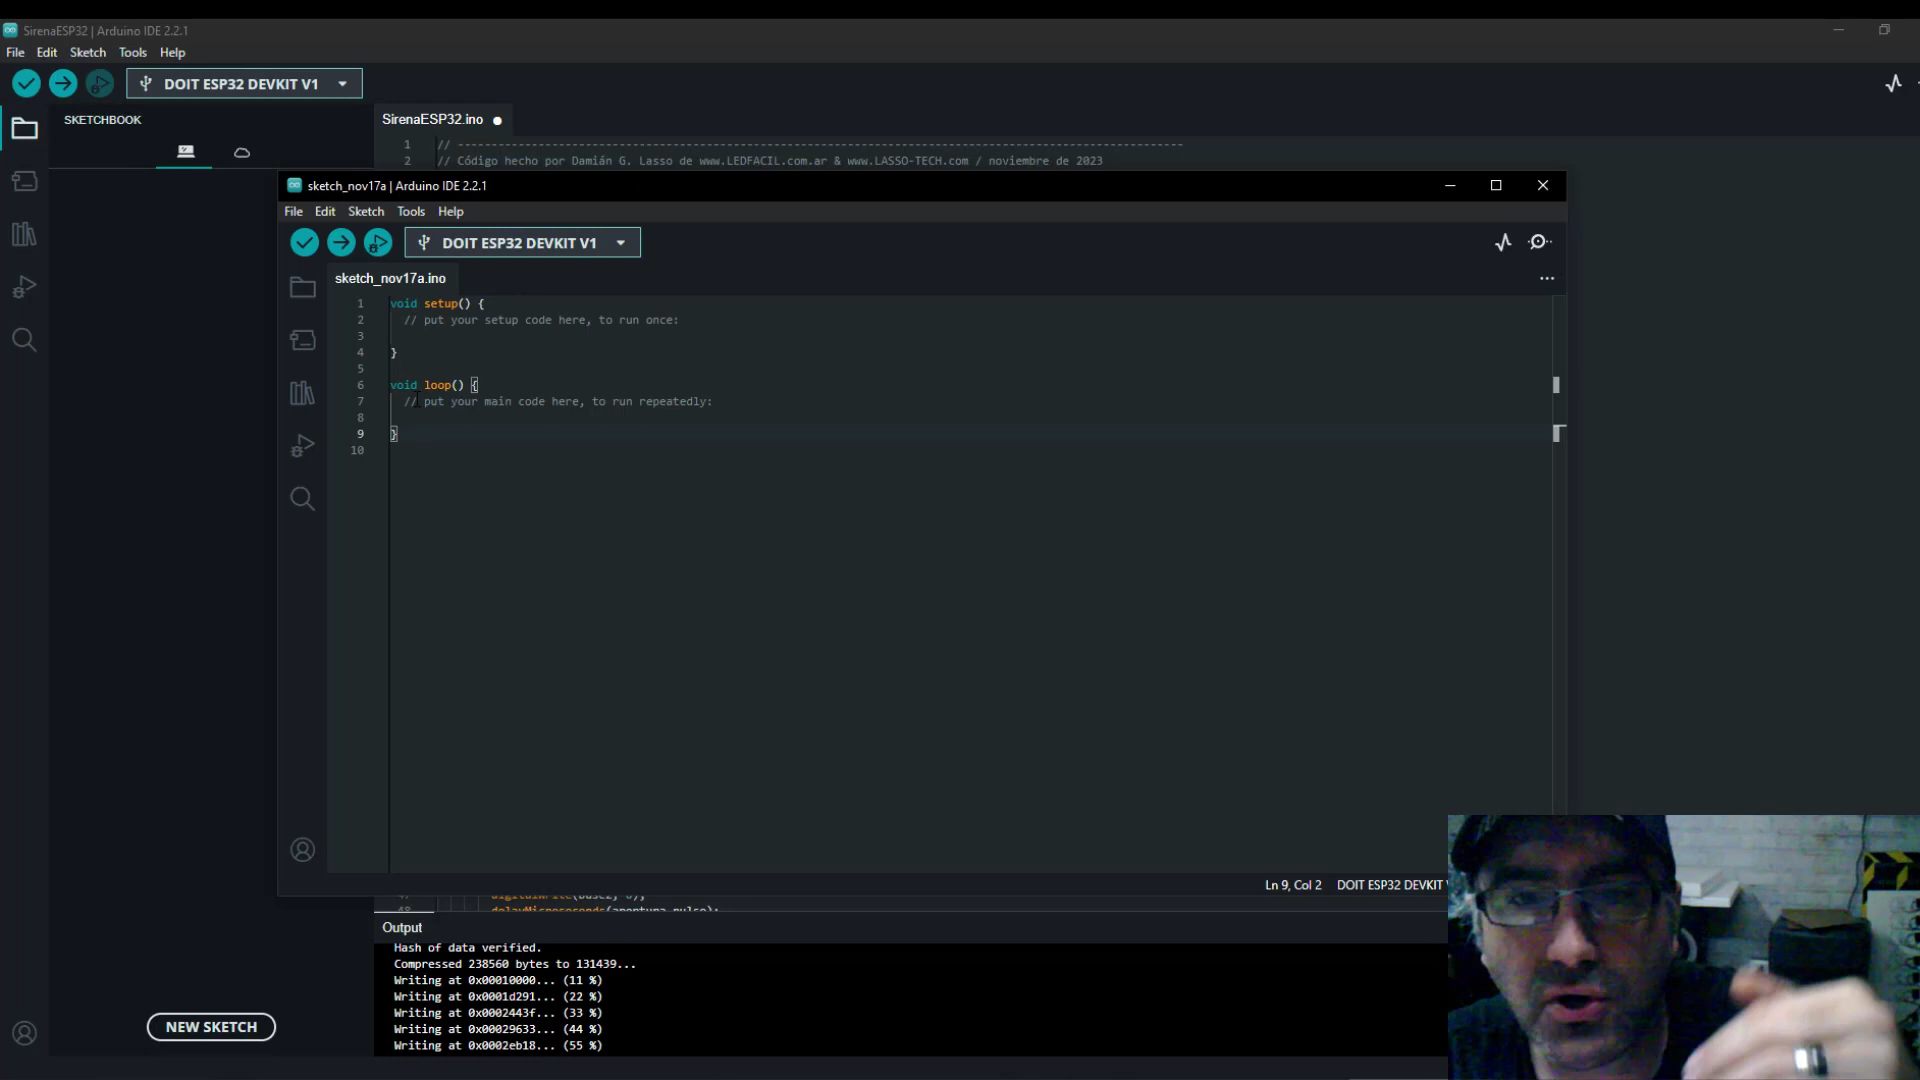 SirenaESP32 | Arduino IDE 2.2.1
File Edit Sketch Tools Help
DOIT ESP32 DEVKIT V1
SKETCHBOOK
SirenaESP32.ino
1 // ------------------------------------------------------------------------------------------------------------
2 // Código hecho por Damián G. Lasso de www.LEDFACIL.com.ar & www.LASSO-TECH.com / noviembre de 2023
sketch_nov17a | Arduino IDE 2.2.1
File Edit Sketch Tools Help
DOIT ESP32 DEVKIT V1
sketch_nov17a.ino
1 void setup() {
2 // put your setup code here, to run once:
3
4 }
5
6 void loop() {
7 // put your main code here, to run repeatedly:
8
9 }
10
Ln 9, Col 2 DOIT ESP32 DEVKIT V
48 delayMicroseconds(apertura_pulso);
Output
Hash of data verified.
Compressed 238560 bytes to 131439...
Writing at 0x00010000... (11 %)
Writing at 0x0001d291... (22 %)
Writing at 0x0002443f... (33 %)
Writing at 0x00029633... (44 %)
Writing at 0x0002eb18... (55 %)
NEW SKETCH